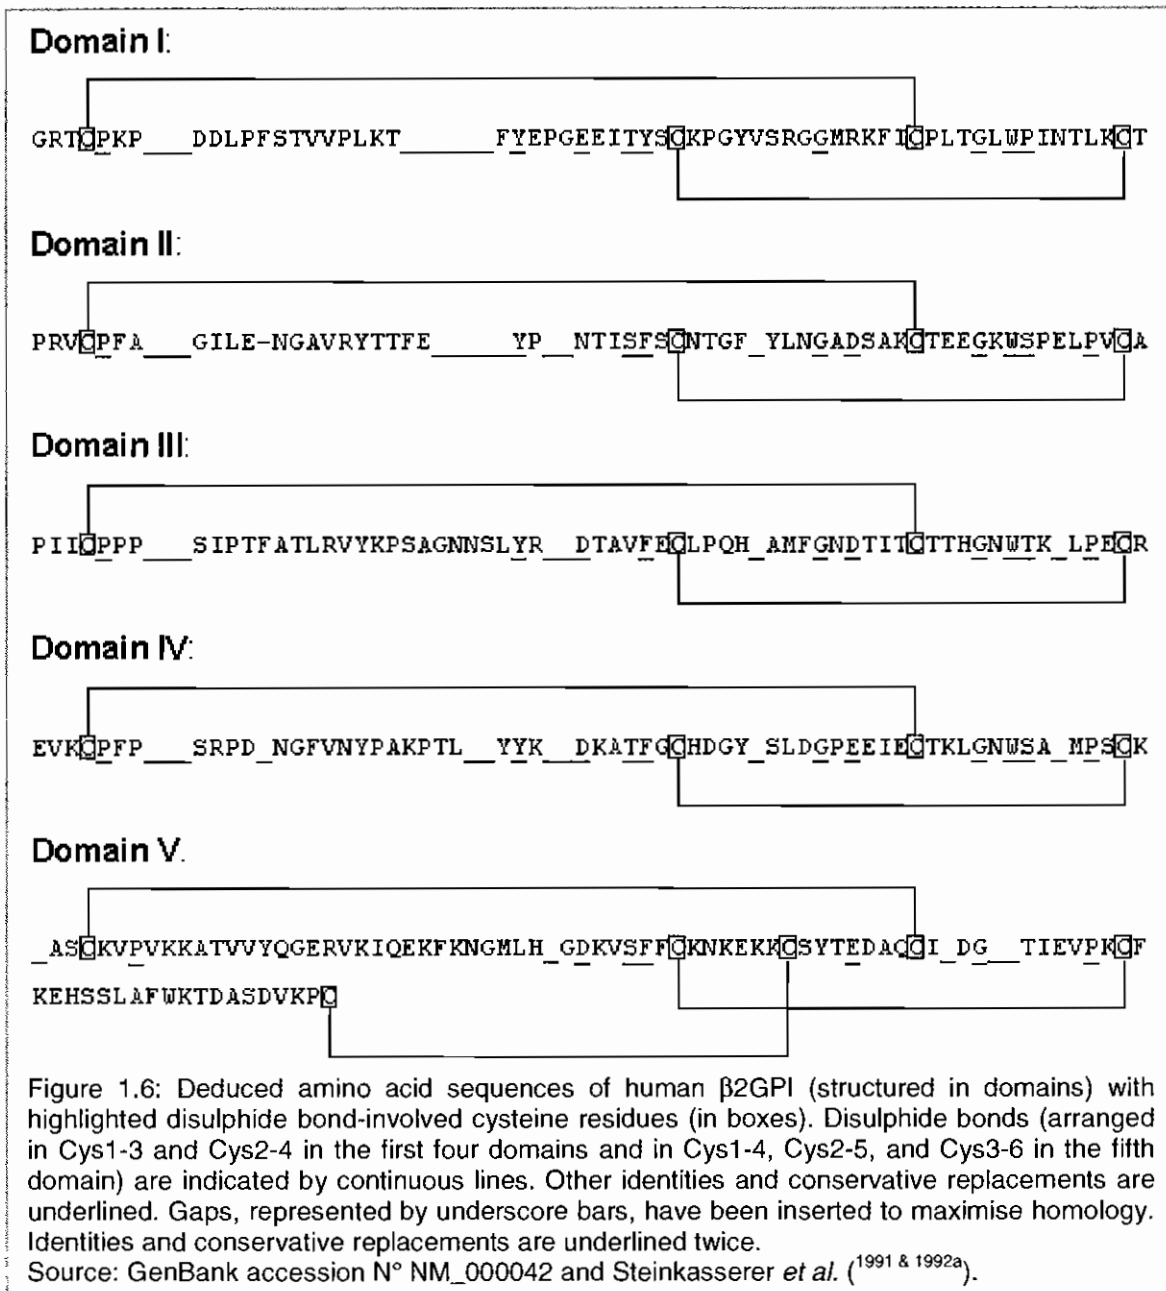 Domain I:
GRTCPKP___DDLPFSTVVPLKT______FYEPGEEITYSCKPGYVSRGGMRKFICPLTGLWPINTLKCT
Domain II:
PRVCPFA___GILE-NGAVRYTTFE______YP__NTISFSCNTGF_YLNGADSAKCTEEGKWSPELPVCA
Domain III:
PIICPPP___SIPTFATLRVYKPSAGNNSLYR___DTAVFECLPQH_AMFGNDTITCTTHGNWTK_LPECR
Domain IV:
EVKCPFP___SRPD_NGFVNYPAKPTL__YYK___DKATFGCHDGY_SLDGPEEIECTKLGNWSA_MPSCK
Domain V.
_ASCKVPVKKATVVYQGERVKIQEKFKNGMLH_GDKVSFFCKNKEKKCSYTEDAQCI_DG__TIEVPKCF
KEHSSLAFWKTDASDVKPC
Figure 1.6: Deduced amino acid sequences of human β2GPI (structured in domains) with
highlighted disulphide bond-involved cysteine residues (in boxes). Disulphide bonds (arranged
in Cys1-3 and Cys2-4 in the first four domains and in Cys1-4, Cys2-5, and Cys3-6 in the fifth
domain) are indicated by continuous lines. Other identities and conservative replacements are
underlined. Gaps, represented by underscore bars, have been inserted to maximise homology.
Identities and conservative replacements are underlined twice.
Source: GenBank accession N° NM_000042 and Steinkasserer et al. (1991 & 1992a).